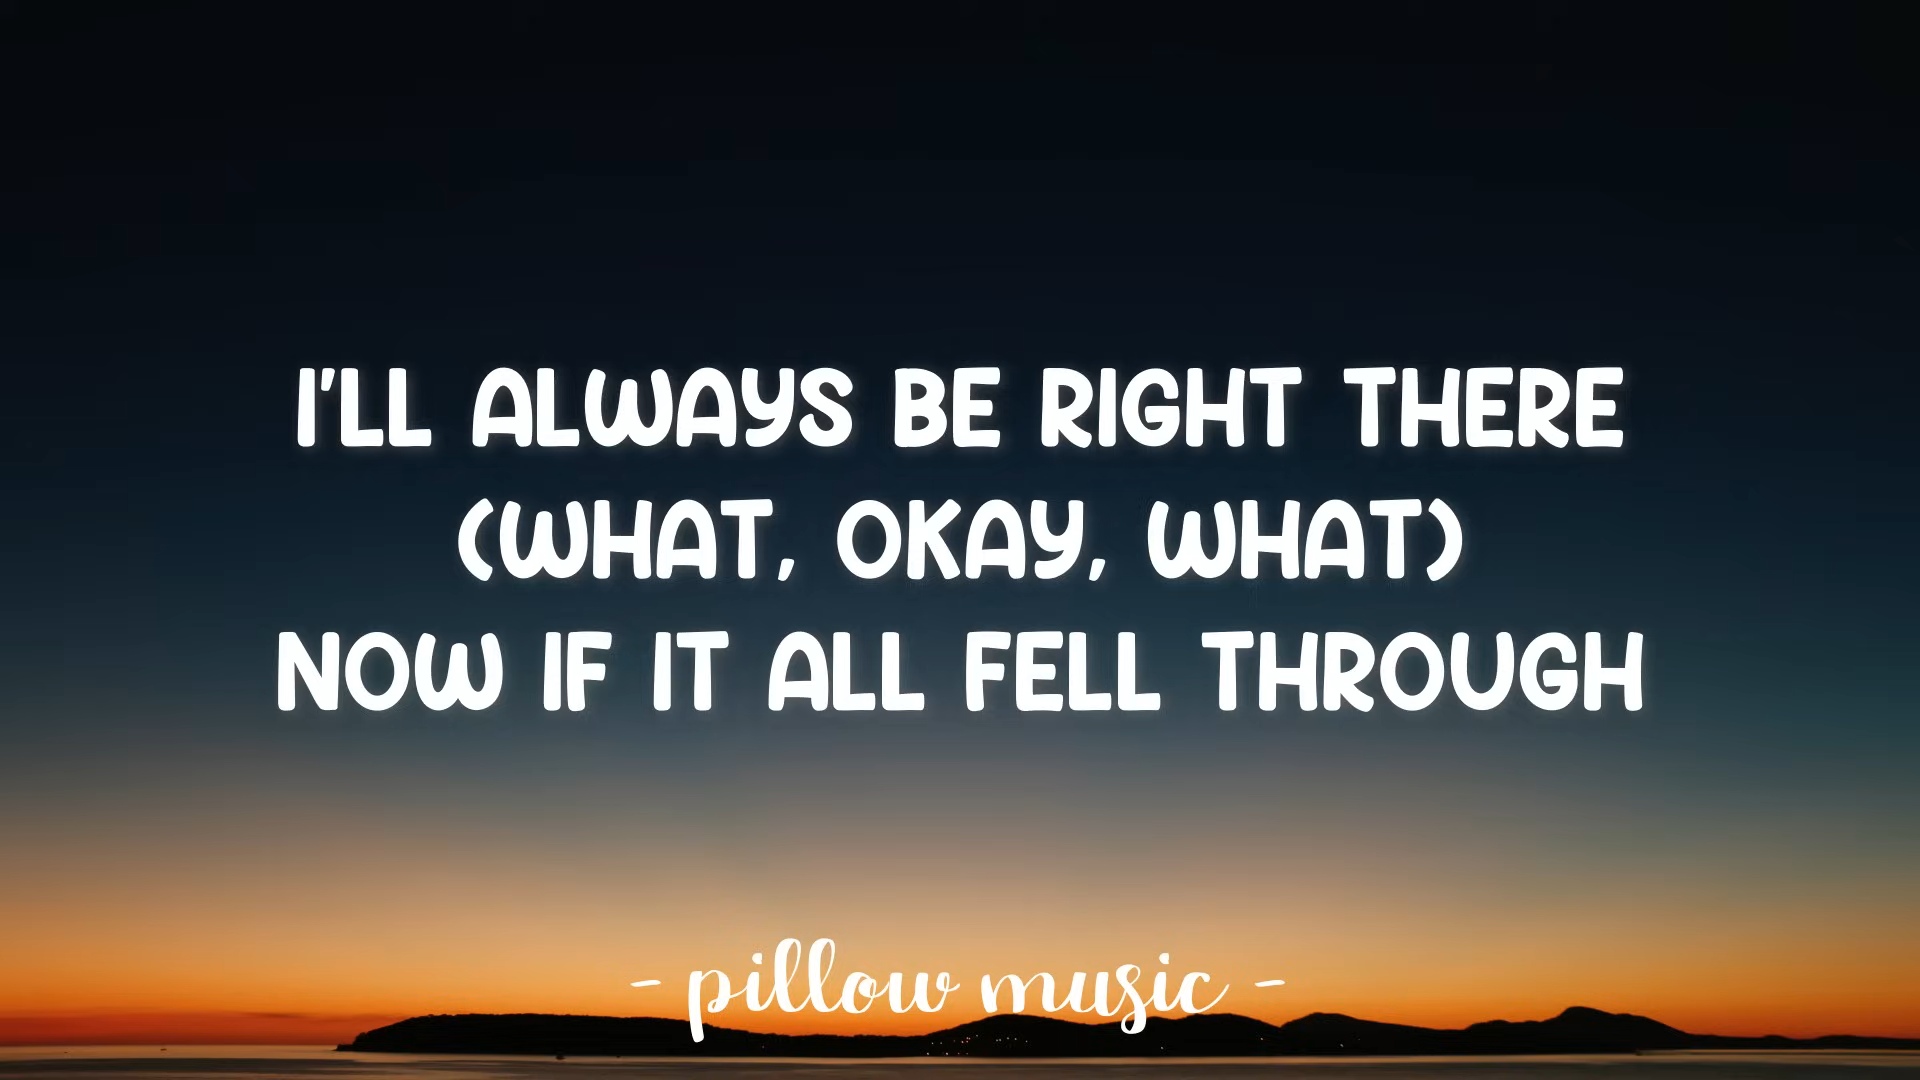 I'LL ALWAYS BE RIGHT THERE
(WHAT, OKAY, WHAT)
NOW IF IT ALL FELL THROUGH
- pillow music -